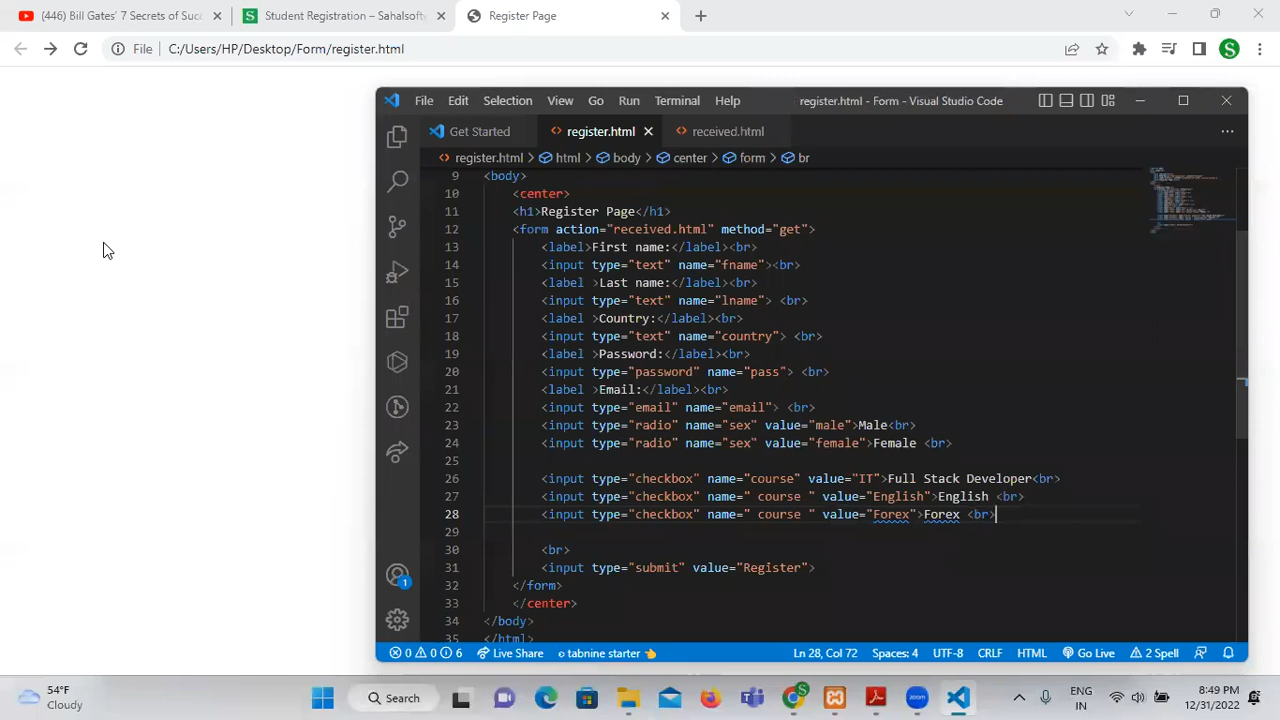 (446) Bill Gates’ 7 Secrets of Succ
Student Registration – Sahalsoftw
Register Page
File C:/Users/HP/Desktop/Form/register.html
S
File Edit Selection View Go Run Terminal Help
register.html - Form - Visual Studio Code
Get Started
register.html
received.html
register.html > html > body > center > form > br
9 <body>
10 <center>
11 <h1>Register Page</h1>
12 <form action="received.html" method="get">
13 <label>First name:</label><br>
14 <input type="text" name="fname"><br>
15 <label >Last name:</label><br>
16 <input type="text" name="lname"> <br>
17 <label >Country:</label><br>
18 <input type="text" name="country"> <br>
19 <label >Password:</label><br>
20 <input type="password" name="pass"> <br>
21 <label >Email:</label><br>
22 <input type="email" name="email"> <br>
23 <input type="radio" name="sex" value="male">Male<br>
24 <input type="radio" name="sex" value="female">Female <br>
25
26 <input type="checkbox" name="course" value="IT">Full Stack Developer<br>
27 <input type="checkbox" name=" course " value="English">English <br>
28 <input type="checkbox" name=" course " value="Forex">Forex <br>
29
30 <br>
31 <input type="submit" value="Register">
32 </form>
33 </center>
34 </body>
35 </html>
1
0 0 6 Live Share tabnine starter
Ln 28, Col 72 Spaces: 4 UTF-8 CRLF HTML Go Live 2 Spell
54°F
Cloudy
Search
ENG
IN
8:49 PM
12/31/2022